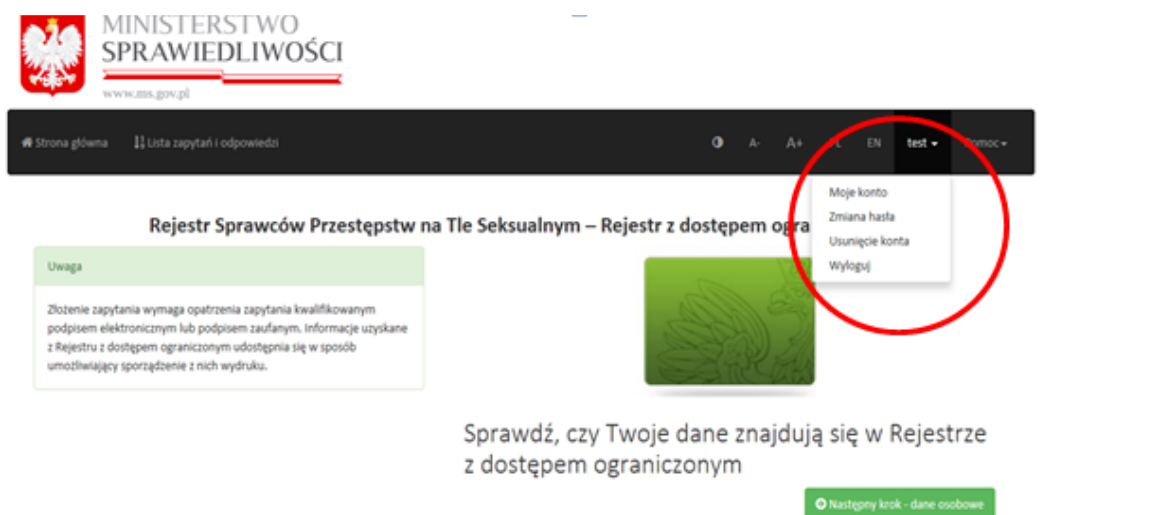 MINISTERSTWO
SPRAWIEDLIWOŚCI
www.ms.gov.pl
Strona główna Lista zapytań i odpowiedzi A- A+ EN test
Moje konto
Zmiana hasła
Usunięcie konta
Wyloguj
Rejestr Sprawców Przestępstw na Tle Seksualnym – Rejestr z dostępem ogra
Uwaga
Złożenie zapytania wymaga opatrzenia zapytania kwalifikowanym
podpisem elektronicznym lub podpisem zaufanym. Informacje uzyskane
z Rejestru z dostępem ograniczonym udostępnia się w sposób
umożliwiający sporządzenie z nich wydruku.
Sprawdź, czy Twoje dane znajdują się w Rejestrze
z dostępem ograniczonym
Następny krok - dane osobowe